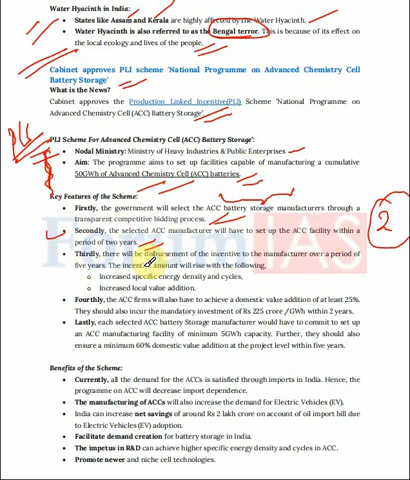 Water Hyacinth in India:
• States like Assam and Kerala are highly affected by the Water Hyacinth.
• Water Hyacinth is also referred to as the Bengal terror. This is because of its effect on
the local ecology and lives of the people.
Cabinet approves PLI scheme 'National Programme on Advanced Chemistry Cell
Battery Storage'
What is the News?
Cabinet approves the Production Linked Incentive(PLI) Scheme 'National Programme on
Advanced Chemistry Cell (ACC) Battery Storage'.
PLI Scheme For Advanced Chemistry Cell (ACC) Battery Storage':
• Nodal Ministry: Ministry of Heavy Industries & Public Enterprises
• Aim: The programme aims to set up facilities capable of manufacturing a cumulative
50GWh of Advanced Chemistry Cell (ACC) batteries.
Key Features of the Scheme:
• Firstly, the government will select the ACC battery storage manufacturers through a
transparent competitive bidding process.
2
• Secondly, the selected ACC manufacturer will have to set up the ACC facility within a
period of two years.
ForumIAS
• Thirdly, there will be disbursement of the incentive to the manufacturer over a period of
five years. The incentive amount will rise with the following,
o Increased specific energy density and cycles,
o Increased local value addition.
• Fourthly, the ACC firms will also have to achieve a domestic value addition of at least 25%.
They should also incur the mandatory investment of Rs 225 crore /GWh within 2 years.
• Lastly, each selected ACC battery Storage manufacturer would have to commit to set up
an ACC manufacturing facility of minimum 5GWh capacity. Further, they should also
ensure a minimum 60% domestic value addition at the project level within five years.
Benefits of the Scheme:
• Currently, all the demand for the ACCs is satisfied through imports in India. Hence, the
programme on ACC will decrease import dependence.
• The manufacturing of ACCs will also increase the demand for Electric Vehicles (EV).
• India can increase net savings of around Rs 2 lakh crore on account of oil import bill due
to Electric Vehicles (EV) adoption.
• Facilitate demand creation for battery storage in India.
• The impetus in R&D can achieve higher specific energy density and cycles in ACC.
• Promote newer and niche cell technologies.